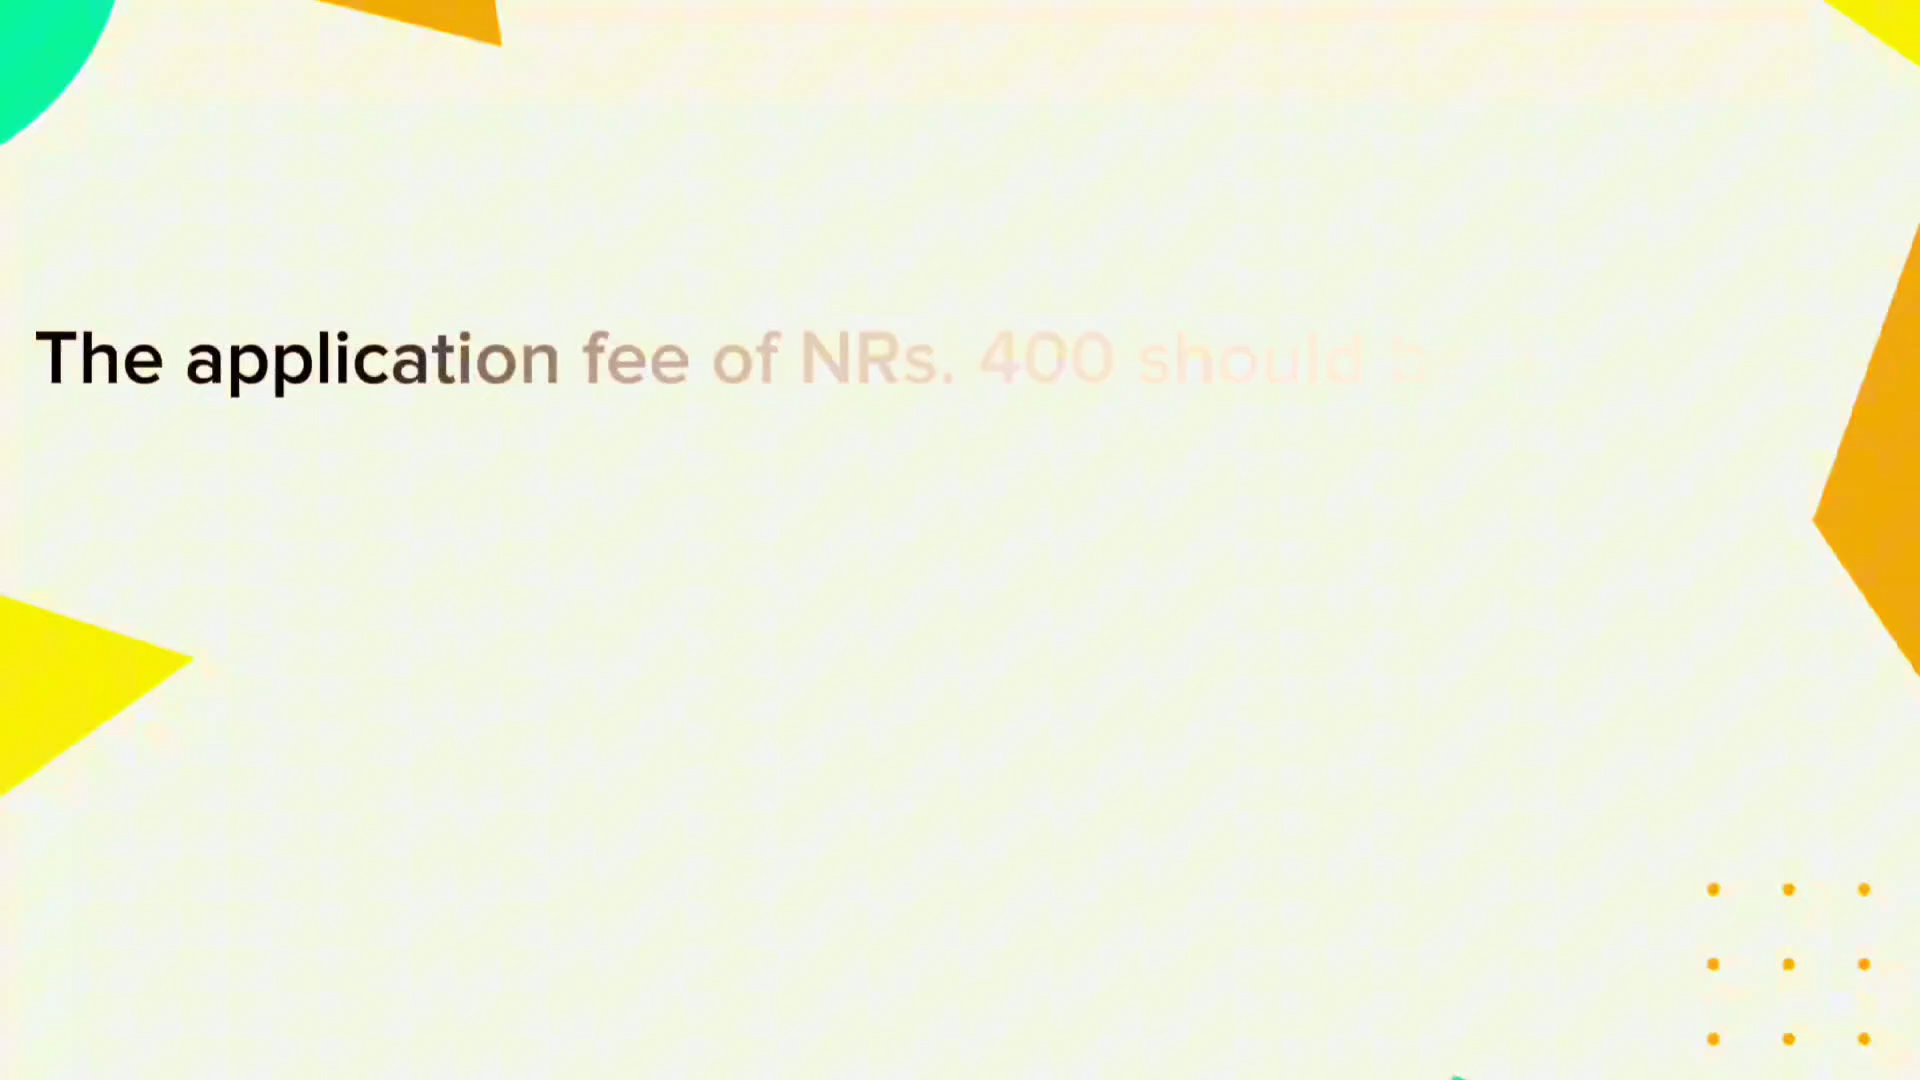 The application fee of NRs. 400 should